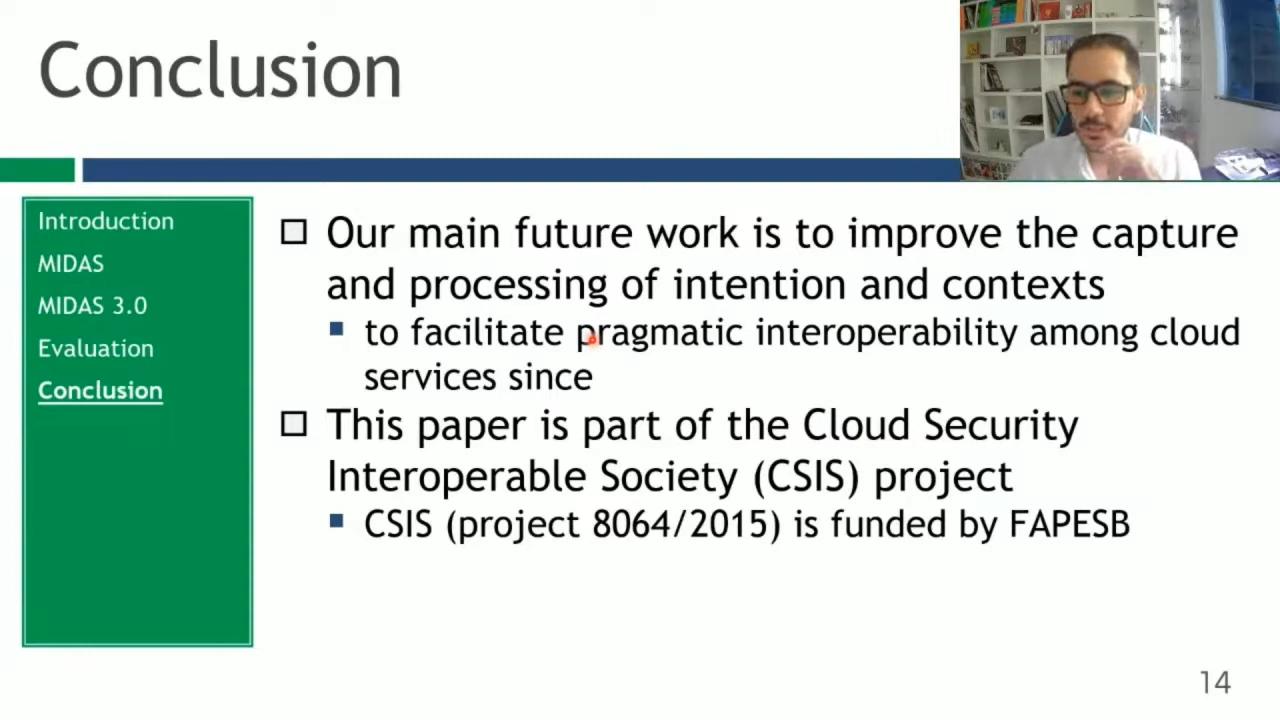 Conclusion
Introduction
MIDAS
MIDAS 3.0
Evaluation
Conclusion
Our main future work is to improve the capture
and processing of intention and contexts
to facilitate pragmatic interoperability among cloud
services since
This paper is part of the Cloud Security
Interoperable Society (CSIS) project
CSIS (project 8064/2015) is funded by FAPESB
14